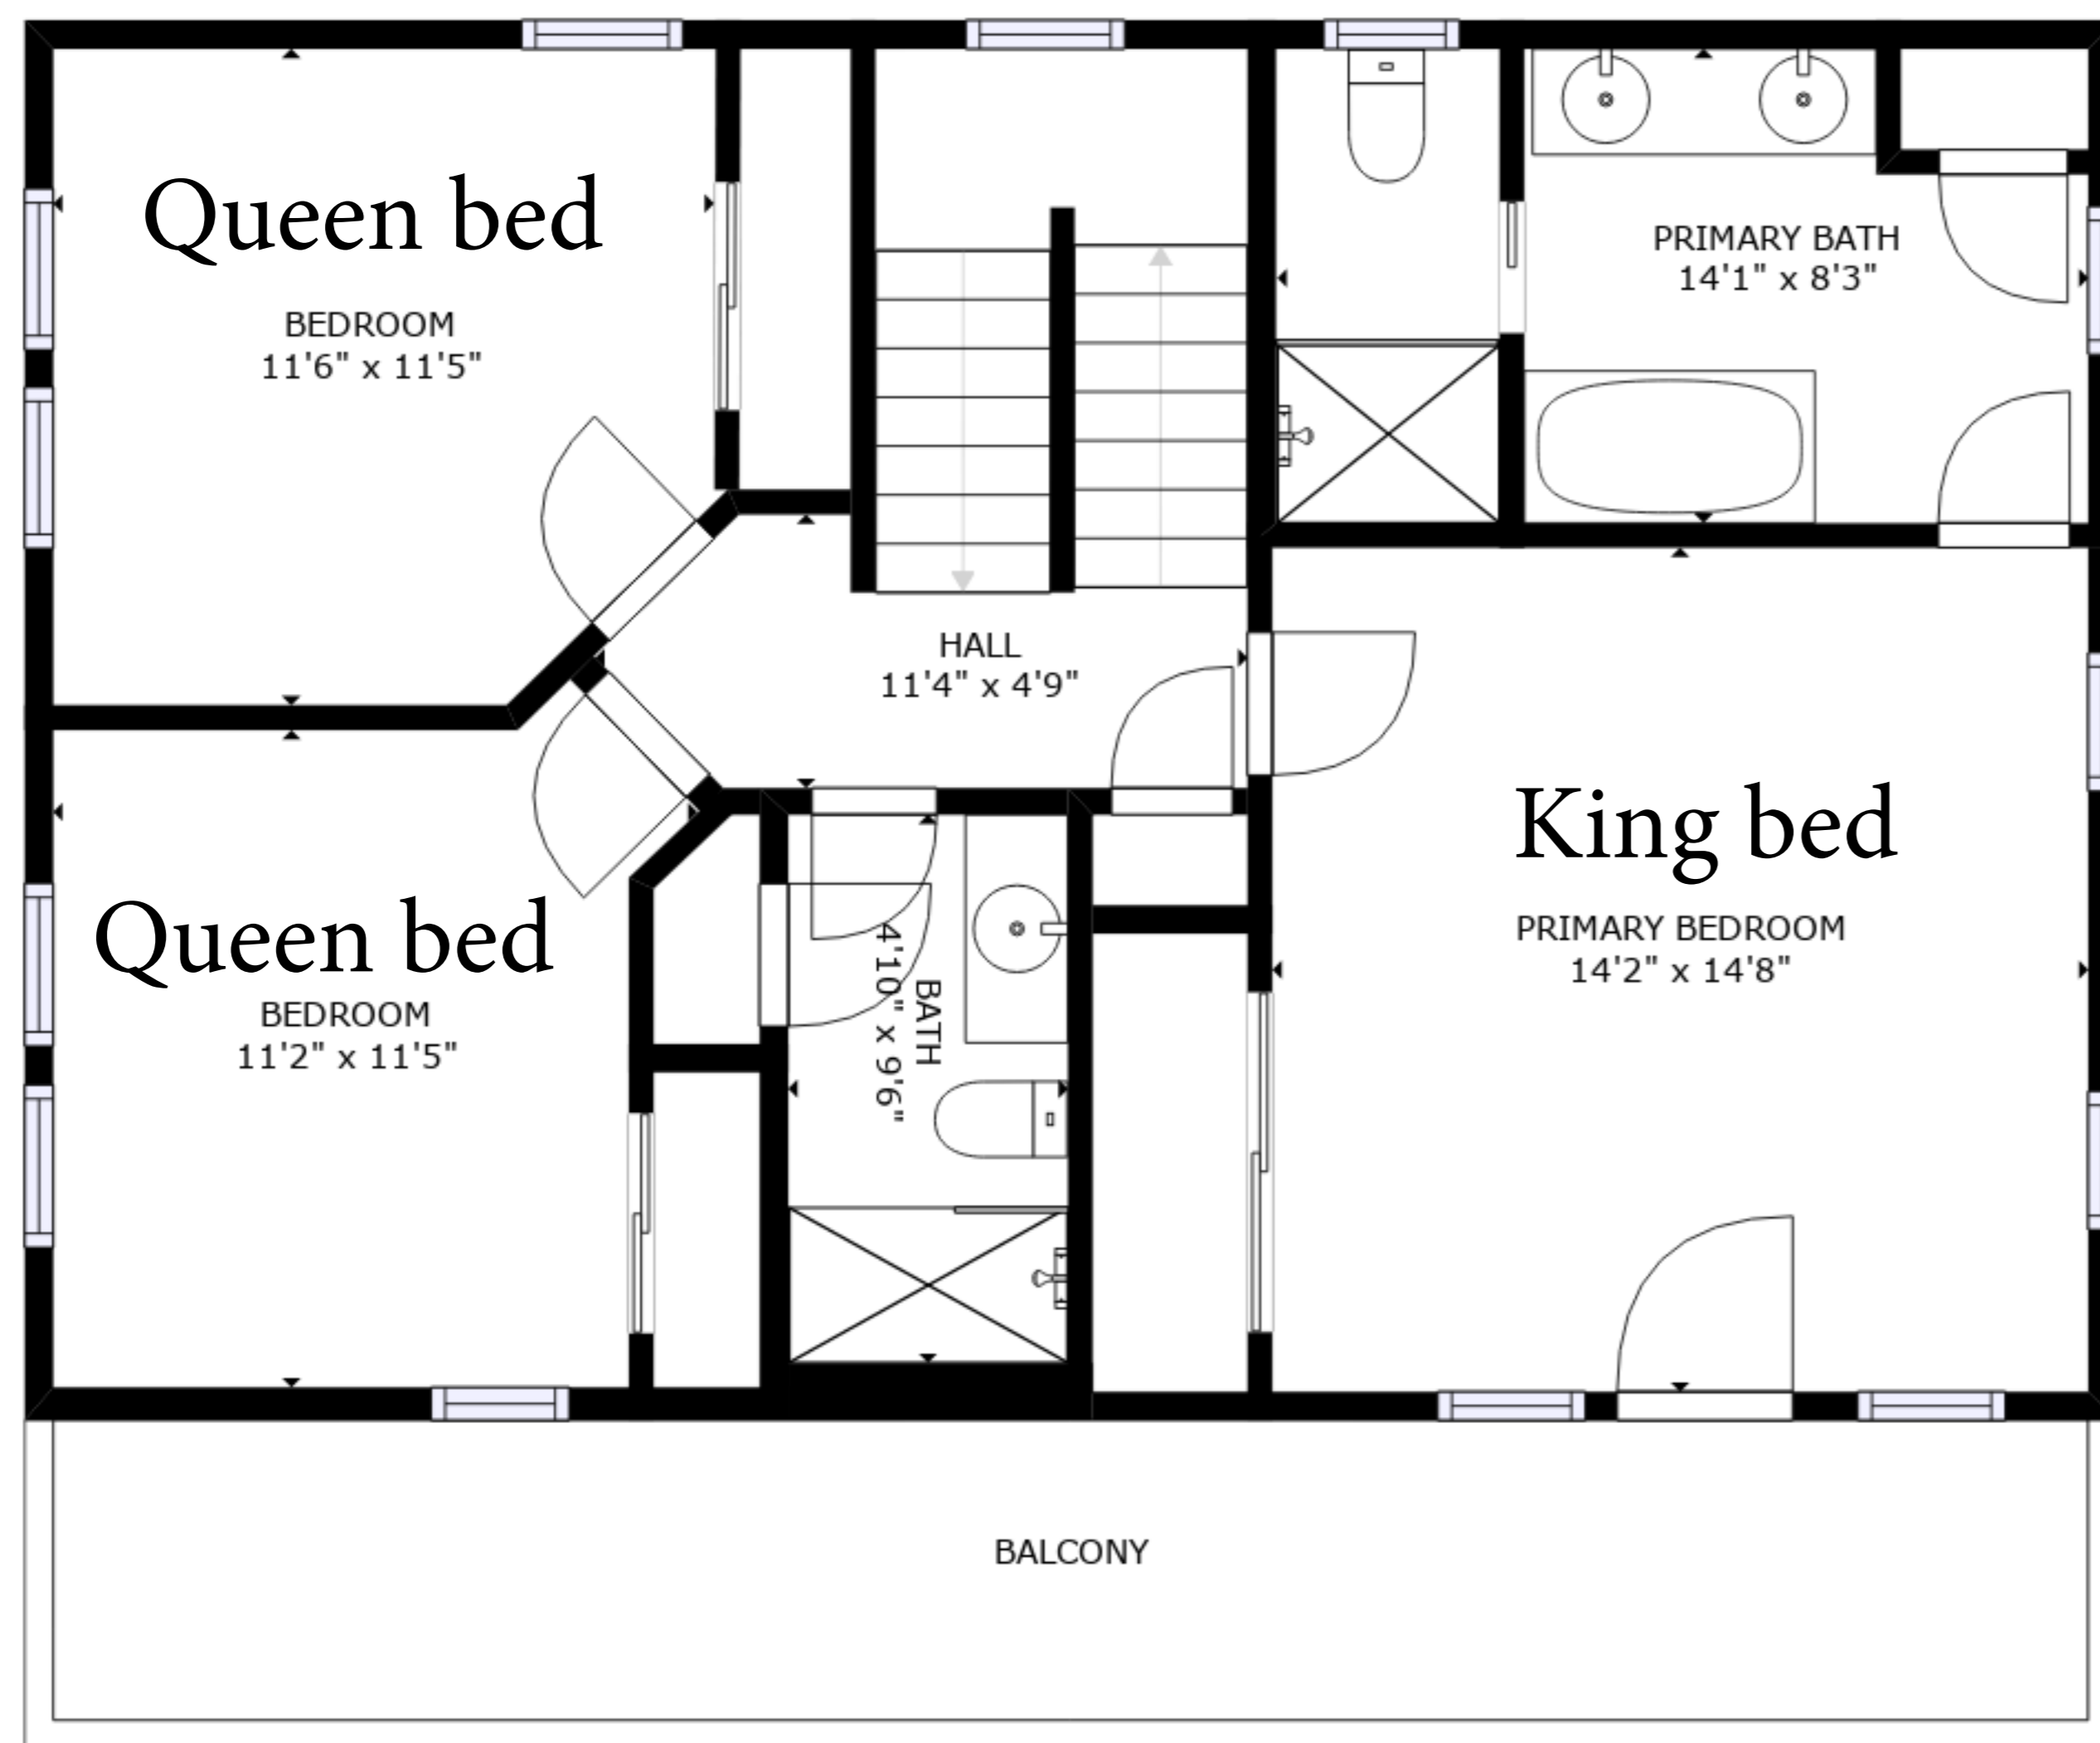 Queen bed
BEDROOM
11'6" x 11'5"
PRIMARY BATH
14'1" x 8'3"
HALL
11'4" x 4'9"
King bed
PRIMARY BEDROOM
14'2" x 14'8"
Queen bed
BEDROOM
11'2" x 11'5"
BATH
4'10" x 9'6"
BALCONY